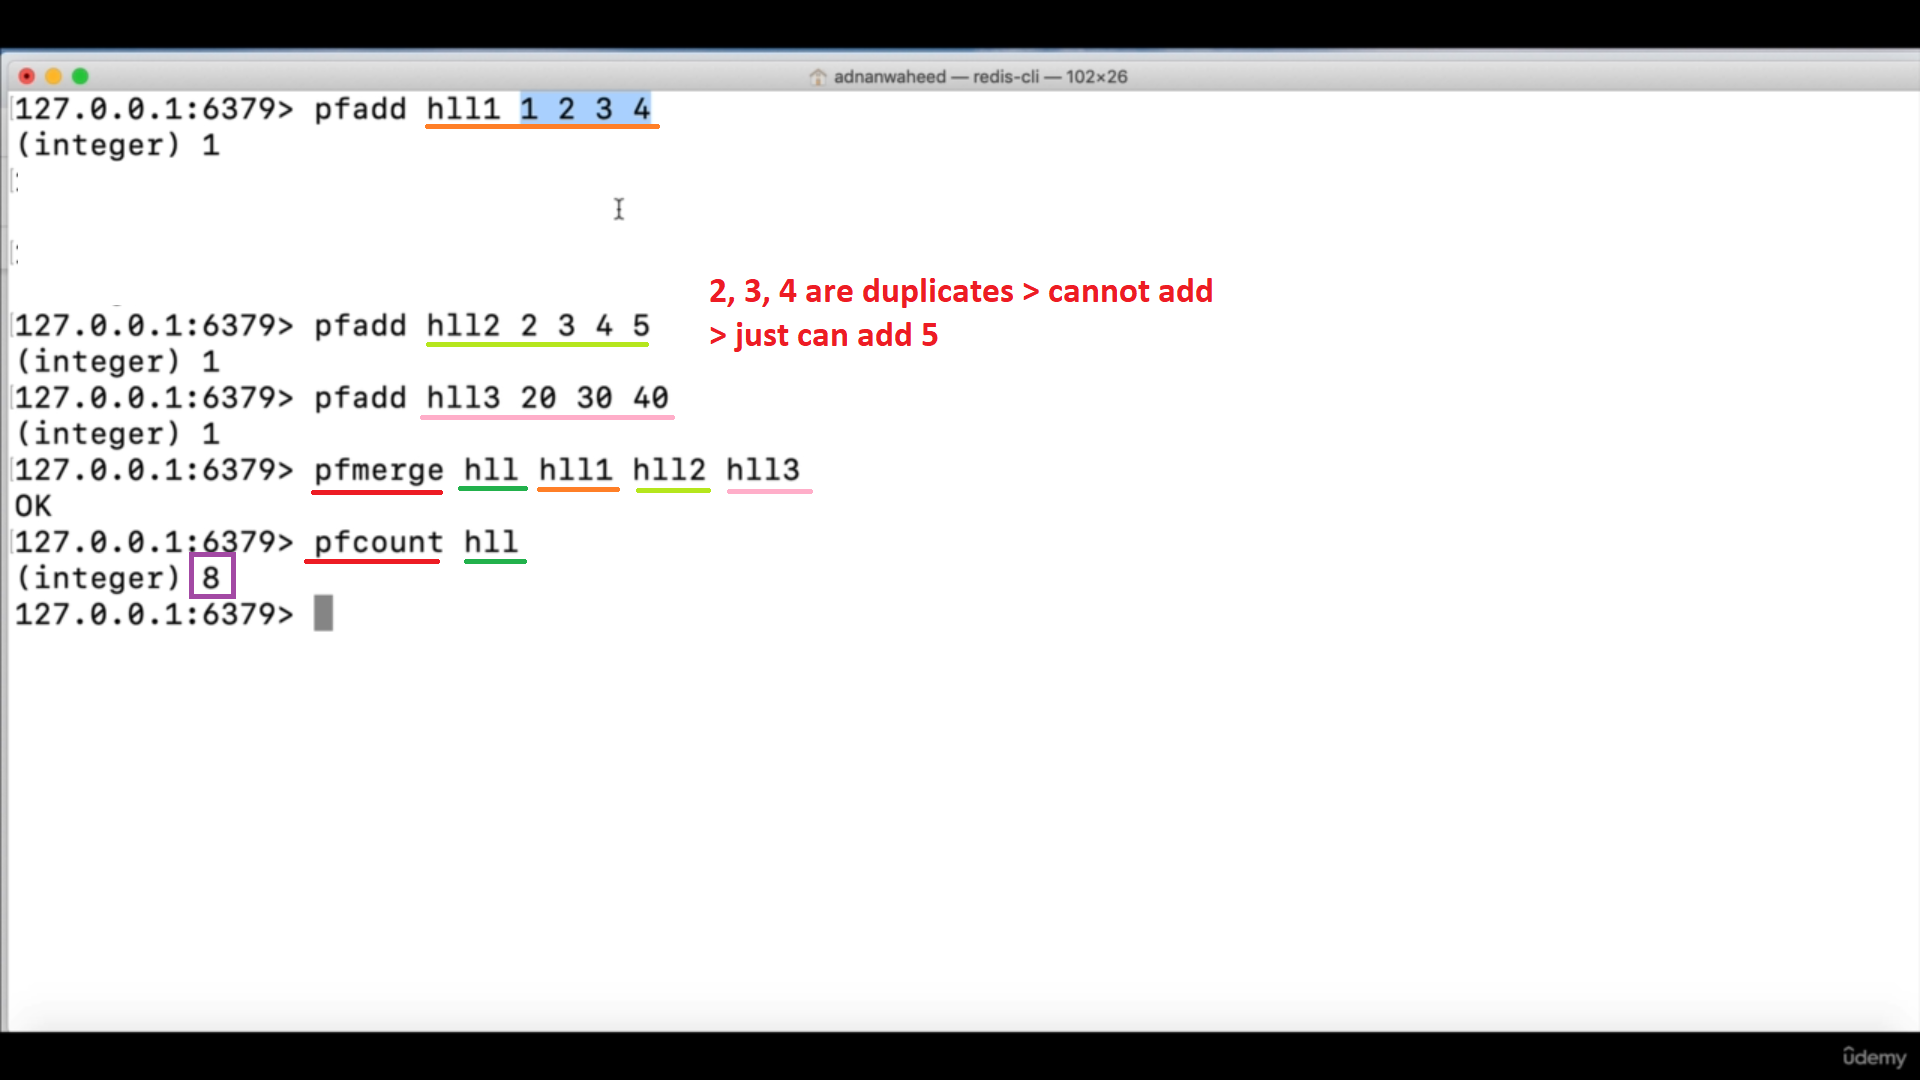 adnanwaheed — redis-cli — 102×26
127.0.0.1:6379> pfadd hll1 1 2 3 4
(integer) 1
2, 3, 4 are duplicates > cannot add
> just can add 5
127.0.0.1:6379> pfadd hll2 2 3 4 5
(integer) 1
127.0.0.1:6379> pfadd hll3 20 30 40
(integer) 1
127.0.0.1:6379> pfmerge hll hll1 hll2 hll3
OK
127.0.0.1:6379> pfcount hll
(integer) 8
127.0.0.1:6379>
ûdemy